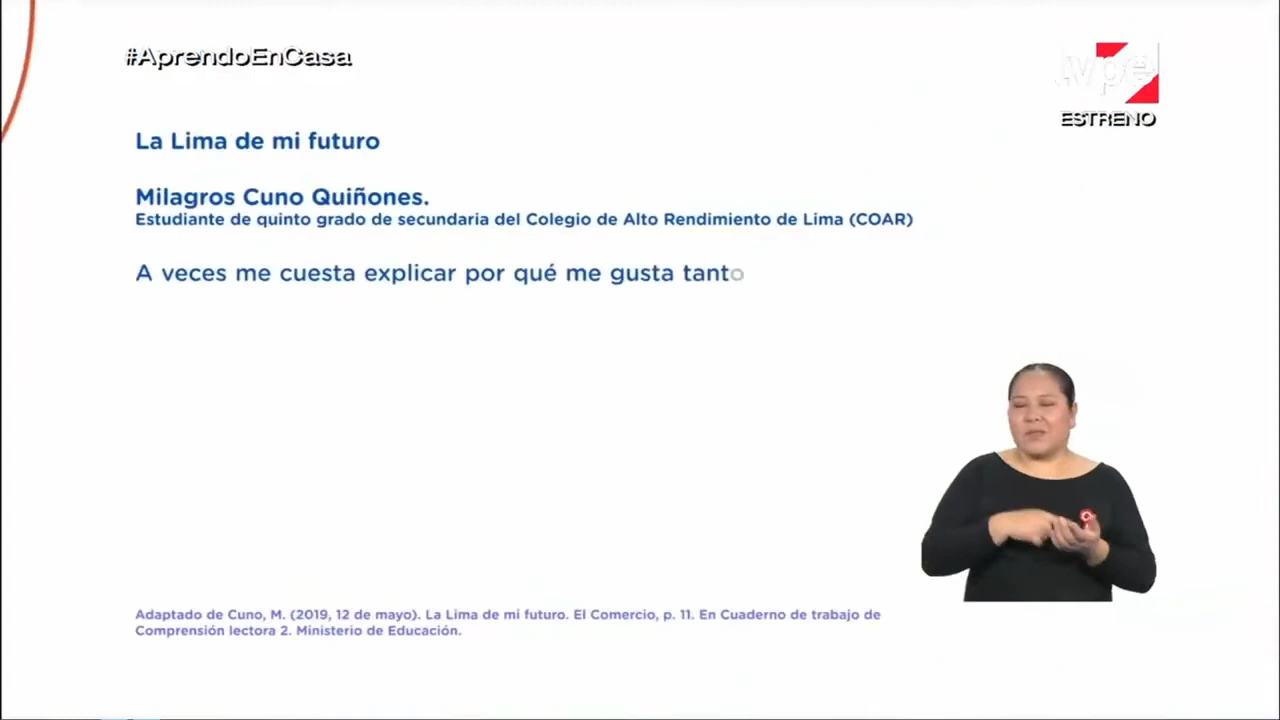 #AprendoEnCasa
tvpe
ESTRENO
La Lima de mi futuro
Milagros Cuno Quiñones.
Estudiante de quinto grado de secundaria del Colegio de Alto Rendimiento de Lima (COAR)
A veces me cuesta explicar por qué me gusta tanto
Adaptado de Cuno, M. (2019, 12 de mayo). La Lima de mi futuro. El Comercio, p. 11. En Cuaderno de trabajo de
Comprensión lectora 2. Ministerio de Educación.